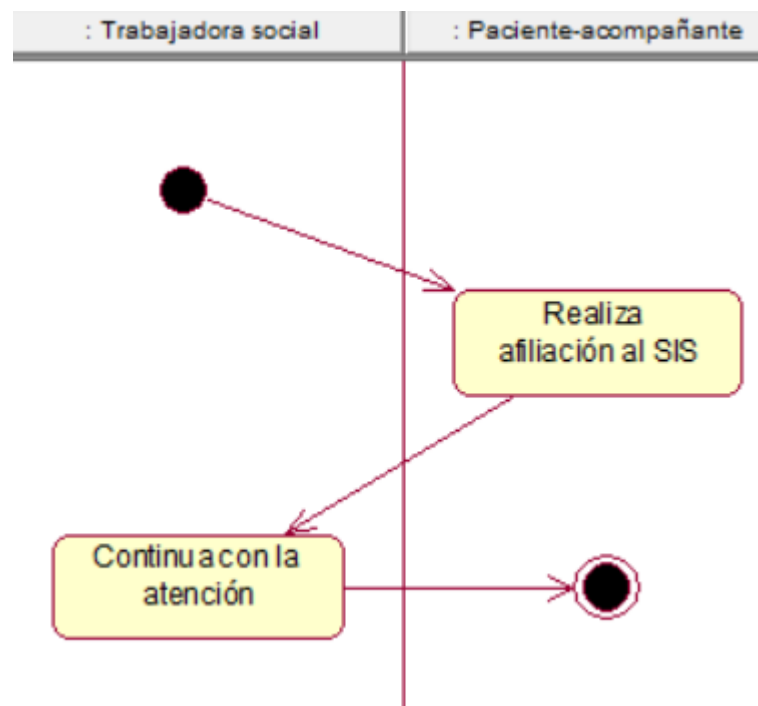 : Trabajadora social
: Paciente-acompañante
Realiza
afiliación al SIS
Continua con la
atención